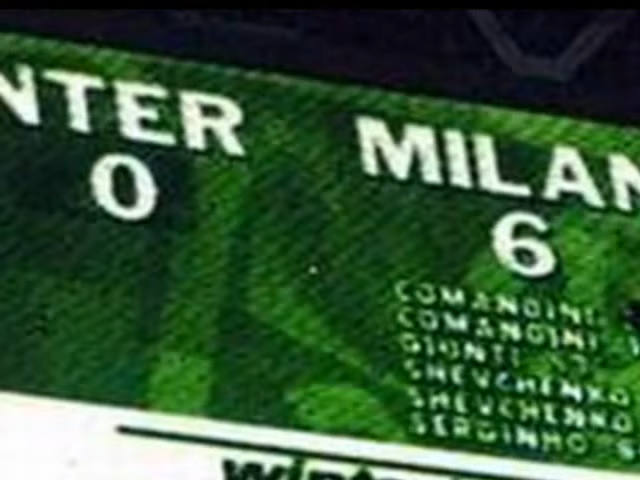 NTER MILAN
0 6
COMANDINI
COMANDINI
GIUNTI
SHEVCHENKO
SHEVCHENKO
SERGINHO